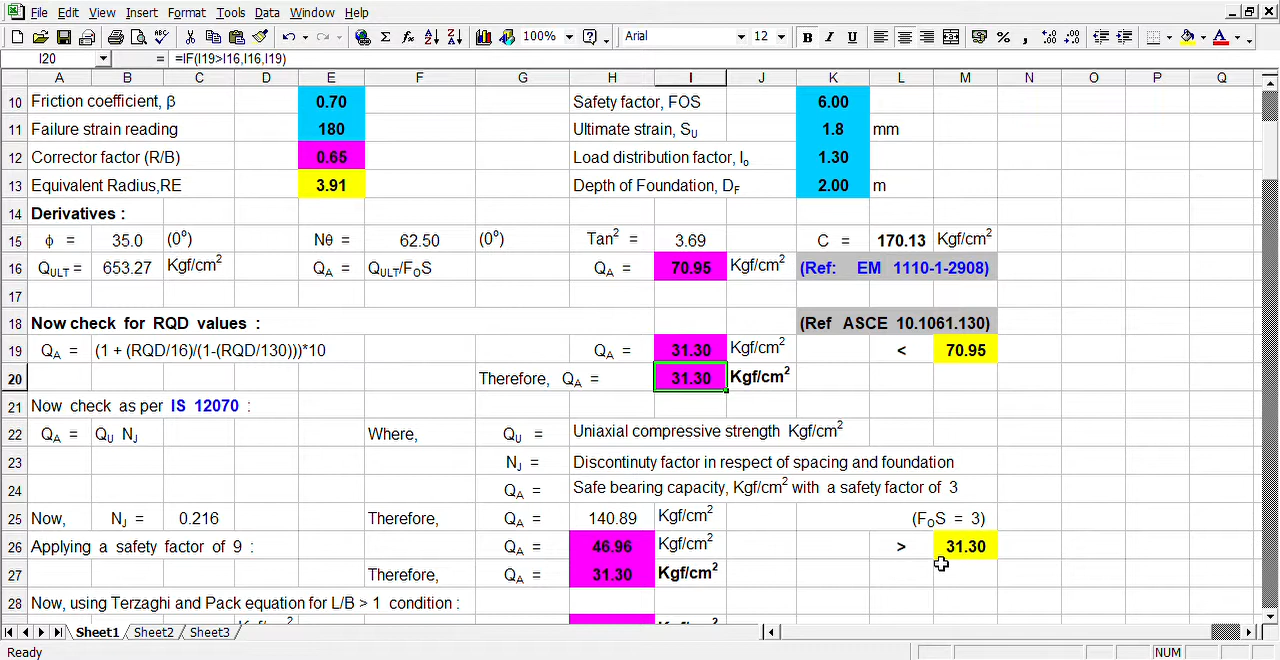 File Edit View Insert Format Tools Data Window Help
100% Arial 12 B I U % ,
I20 = =IF(I19>I16,I16,I19)
A B C D E F G H I J K L M N O P Q
10 Friction coefficient, β 0.70 Safety factor, FOS 6.00
11 Failure strain reading 180 Ultimate strain, SU 1.8 mm
12 Corrector factor (R/B) 0.65 Load distribution factor, Io 1.30
13 Equivalent Radius,RE 3.91 Depth of Foundation, DF 2.00 m
14 Derivatives :
15 ϕ = 35.0 (0⁰) Nθ = 62.50 (0⁰) Tan² = 3.69 C = 170.13 Kgf/cm²
16 QULT = 653.27 Kgf/cm² QA = QULT/FOS QA = 70.95 Kgf/cm² (Ref: EM 1110-1-2908)
17
18 Now check for RQD values : (Ref ASCE 10.1061.130)
19 QA = (1 + (RQD/16)/(1-(RQD/130)))*10 QA = 31.30 Kgf/cm² < 70.95
20 Therefore, QA = 31.30 Kgf/cm²
21 Now check as per IS 12070 :
22 QA = QU NJ Where, QU = Uniaxial compressive strength Kgf/cm²
23 NJ = Discontinuty factor in respect of spacing and foundation
24 QA = Safe bearing capacity, Kgf/cm² with a safety factor of 3
25 Now, NJ = 0.216 Therefore, QA = 140.89 Kgf/cm² (FOS = 3)
26 Applying a safety factor of 9 : QA = 46.96 Kgf/cm² > 31.30
27 Therefore, QA = 31.30 Kgf/cm²
28 Now, using Terzaghi and Pack equation for L/B > 1 condition :
Sheet1 Sheet2 Sheet3
Ready NUM